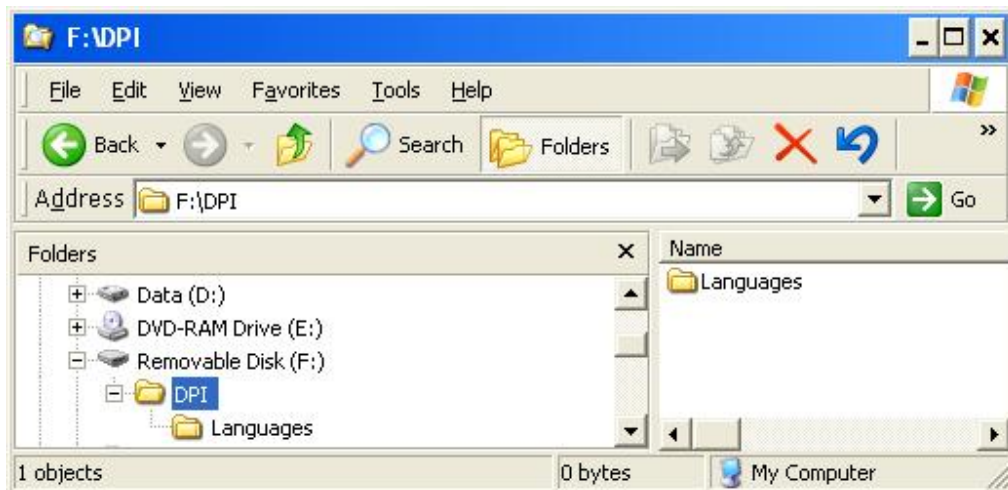 F:\DPI
File Edit View Favorites Tools Help
Back Search Folders »
Address F:\DPI Go
Folders
Name
Data (D:)
DVD-RAM Drive (E:)
Removable Disk (F:)
DPI
Languages
Languages
1 objects 0 bytes My Computer